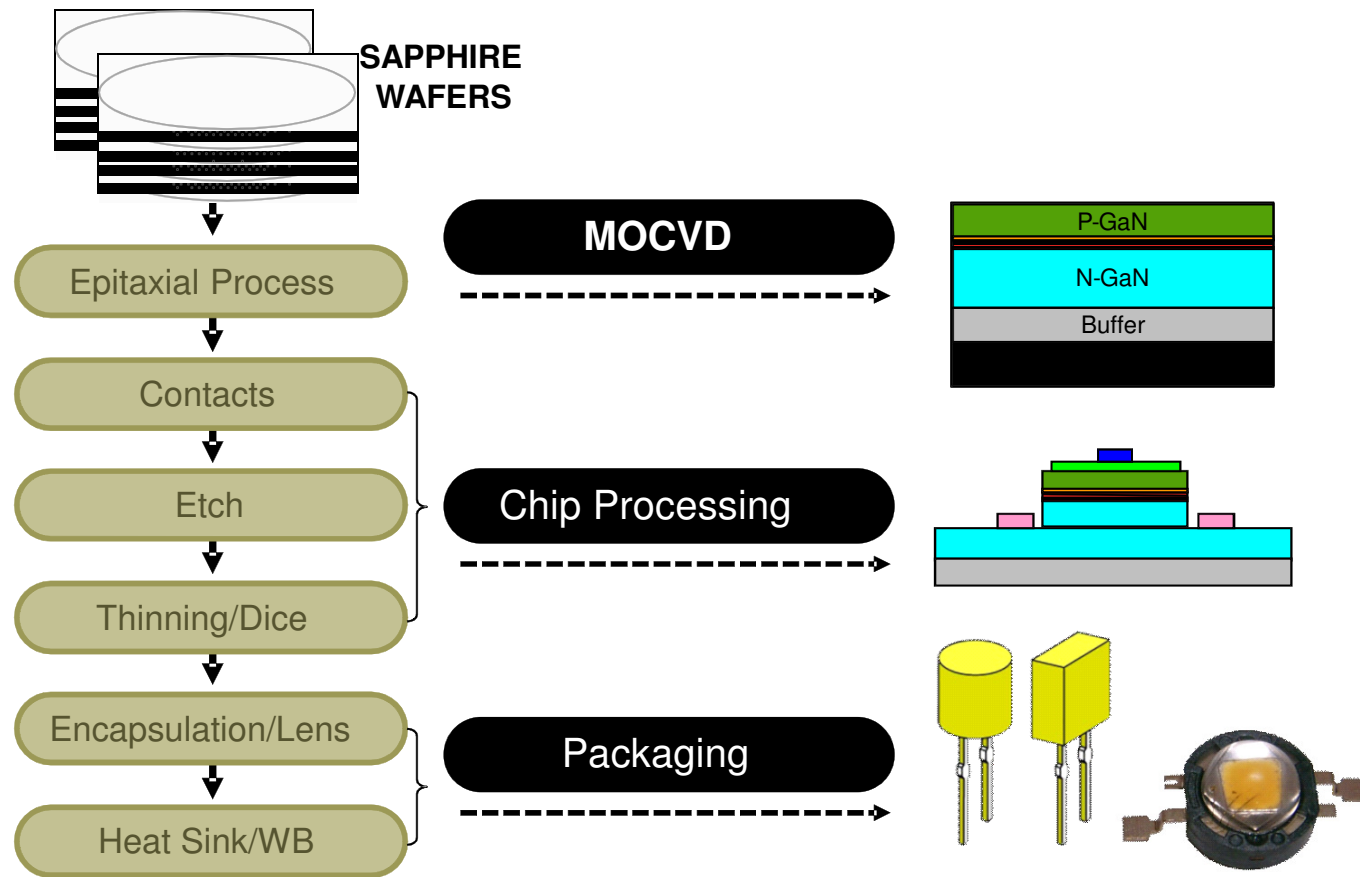 SAPPHIRE
WAFERS
MOCVD
P-GaN
Epitaxial Process
N-GaN
Buffer
Contacts
Etch
Chip Processing
Thinning/Dice
Encapsulation/Lens
Packaging
Heat Sink/WB